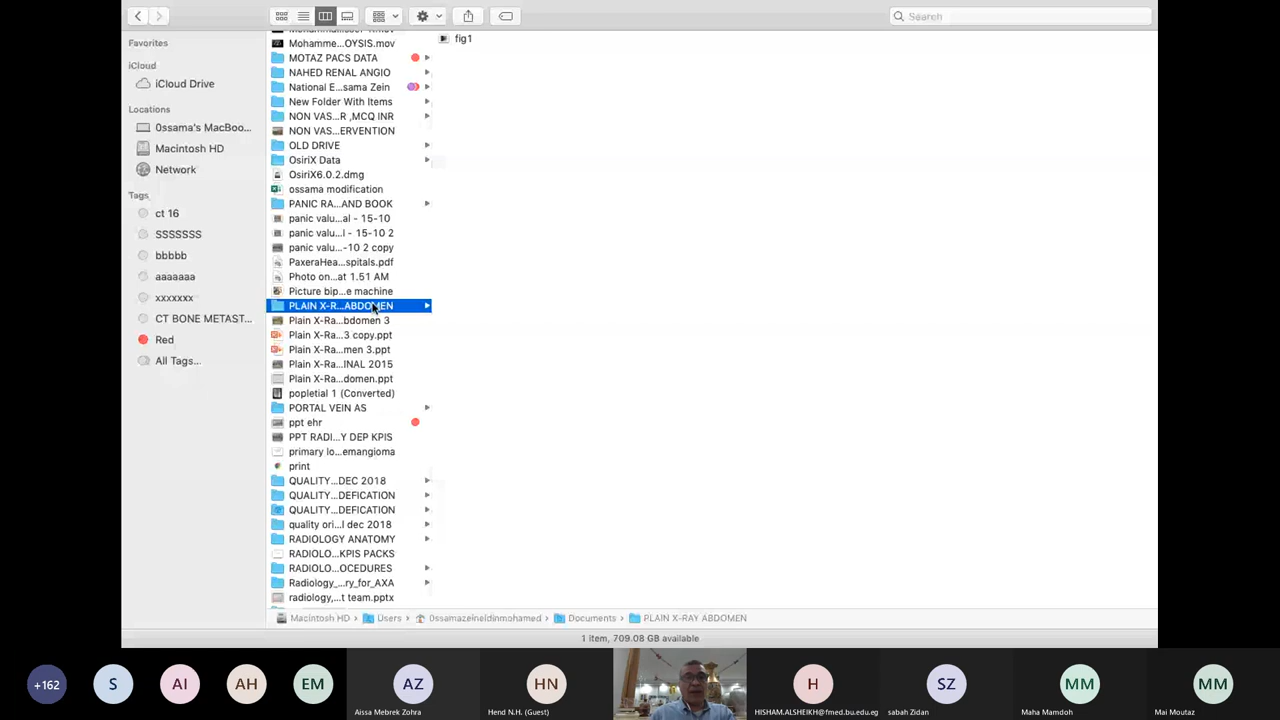 Search
Favorites
iCloud
iCloud Drive
Locations
0ssama's MacBoo...
Macintosh HD
Network
Tags
ct 16
SSSSSSS
bbbbb
aaaaaaa
xxxxxxx
CT BONE METAST...
Red
All Tags...
Mohamme...OYSIS.mov
MOTAZ PACS DATA
NAHED RENAL ANGIO
National E...sama Zein
New Folder With Items
NON VAS...R ,MCQ INR
NON VAS...ERVENTION
OLD DRIVE
OsiriX Data
OsiriX6.0.2.dmg
ossama modification
PANIC RA...AND BOOK
panic valu...al - 15-10
panic valu...l - 15-10 2
panic valu...-10 2 copy
PaxeraHea...spitals.pdf
Photo on...at 1.51 AM
Picture bip...e machine
PLAIN X-R...ABDOMEN
Plain X-Ra...bdomen 3
Plain X-Ra...3 copy.ppt
Plain X-Ra...men 3.ppt
Plain X-Ra...INAL 2015
Plain X-Ra...domen.ppt
popletial 1 (Converted)
PORTAL VEIN AS
ppt ehr
PPT RADI...Y DEP KPIS
primary lo...emangioma
print
QUALITY...DEC 2018
QUALITY...DEFICATION
QUALITY...DEFICATION
quality ori...l dec 2018
RADIOLOGY ANATOMY
RADIOLO...KPIS PACKS
RADIOLO...OCEDURES
Radiology_...ry_for_AXA
radiology,...t team.pptx
fig1
Macintosh HD › Users › 0ssamazeineldinmohamed › Documents › PLAIN X-RAY ABDOMEN
1 item, 709.08 GB available
+162
S
AI
AH
EM
AZ
Aissa Mebrek Zohra
HN
Hend N.H. (Guest)
H
HISHAM.ALSHEIKH@fmed.bu.edu.eg
SZ
sabah Zidan
MM
Maha Mamdoh
MM
Mai Moutaz